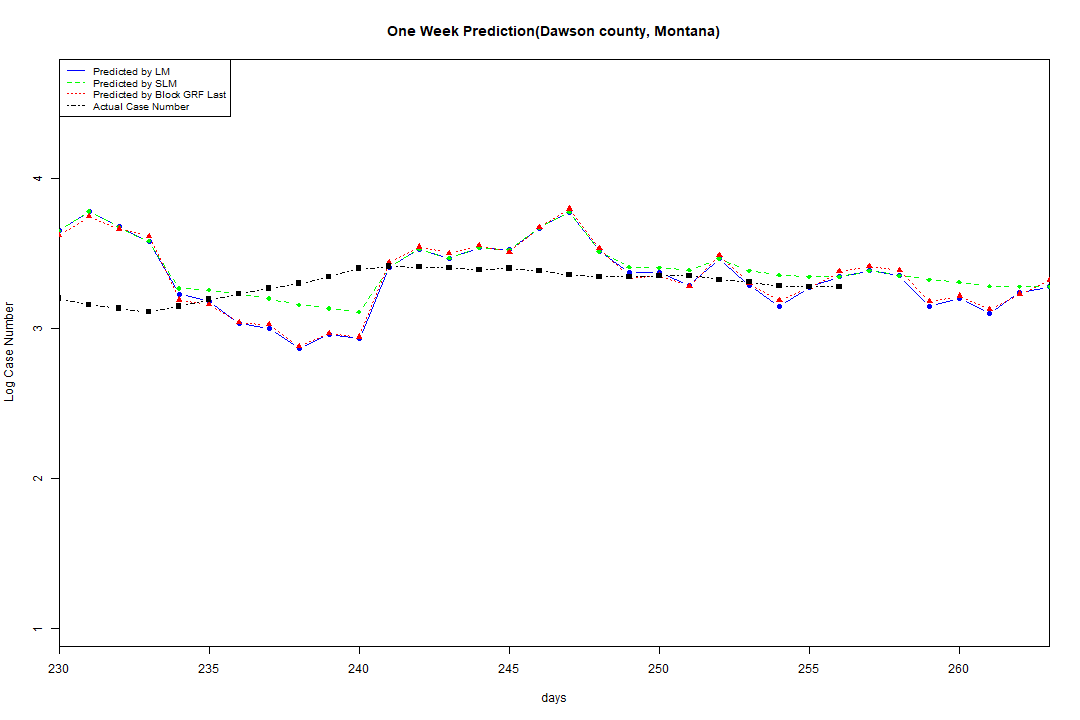 One Week Prediction(Dawson county, Montana)
Predicted by LM
Predicted by SLM
Predicted by Block GRF Last
Actual Case Number
Log Case Number
4
3
2
1
230 235 240 245 250 255 260
days